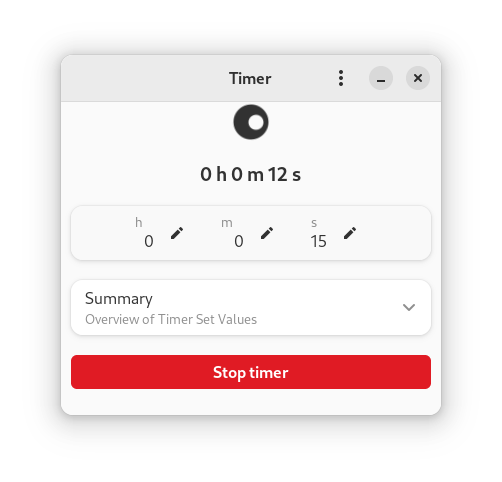 Timer
0 h 0 m 12 s
h m s
0 0 15
Summary
Overview of Timer Set Values
Stop timer